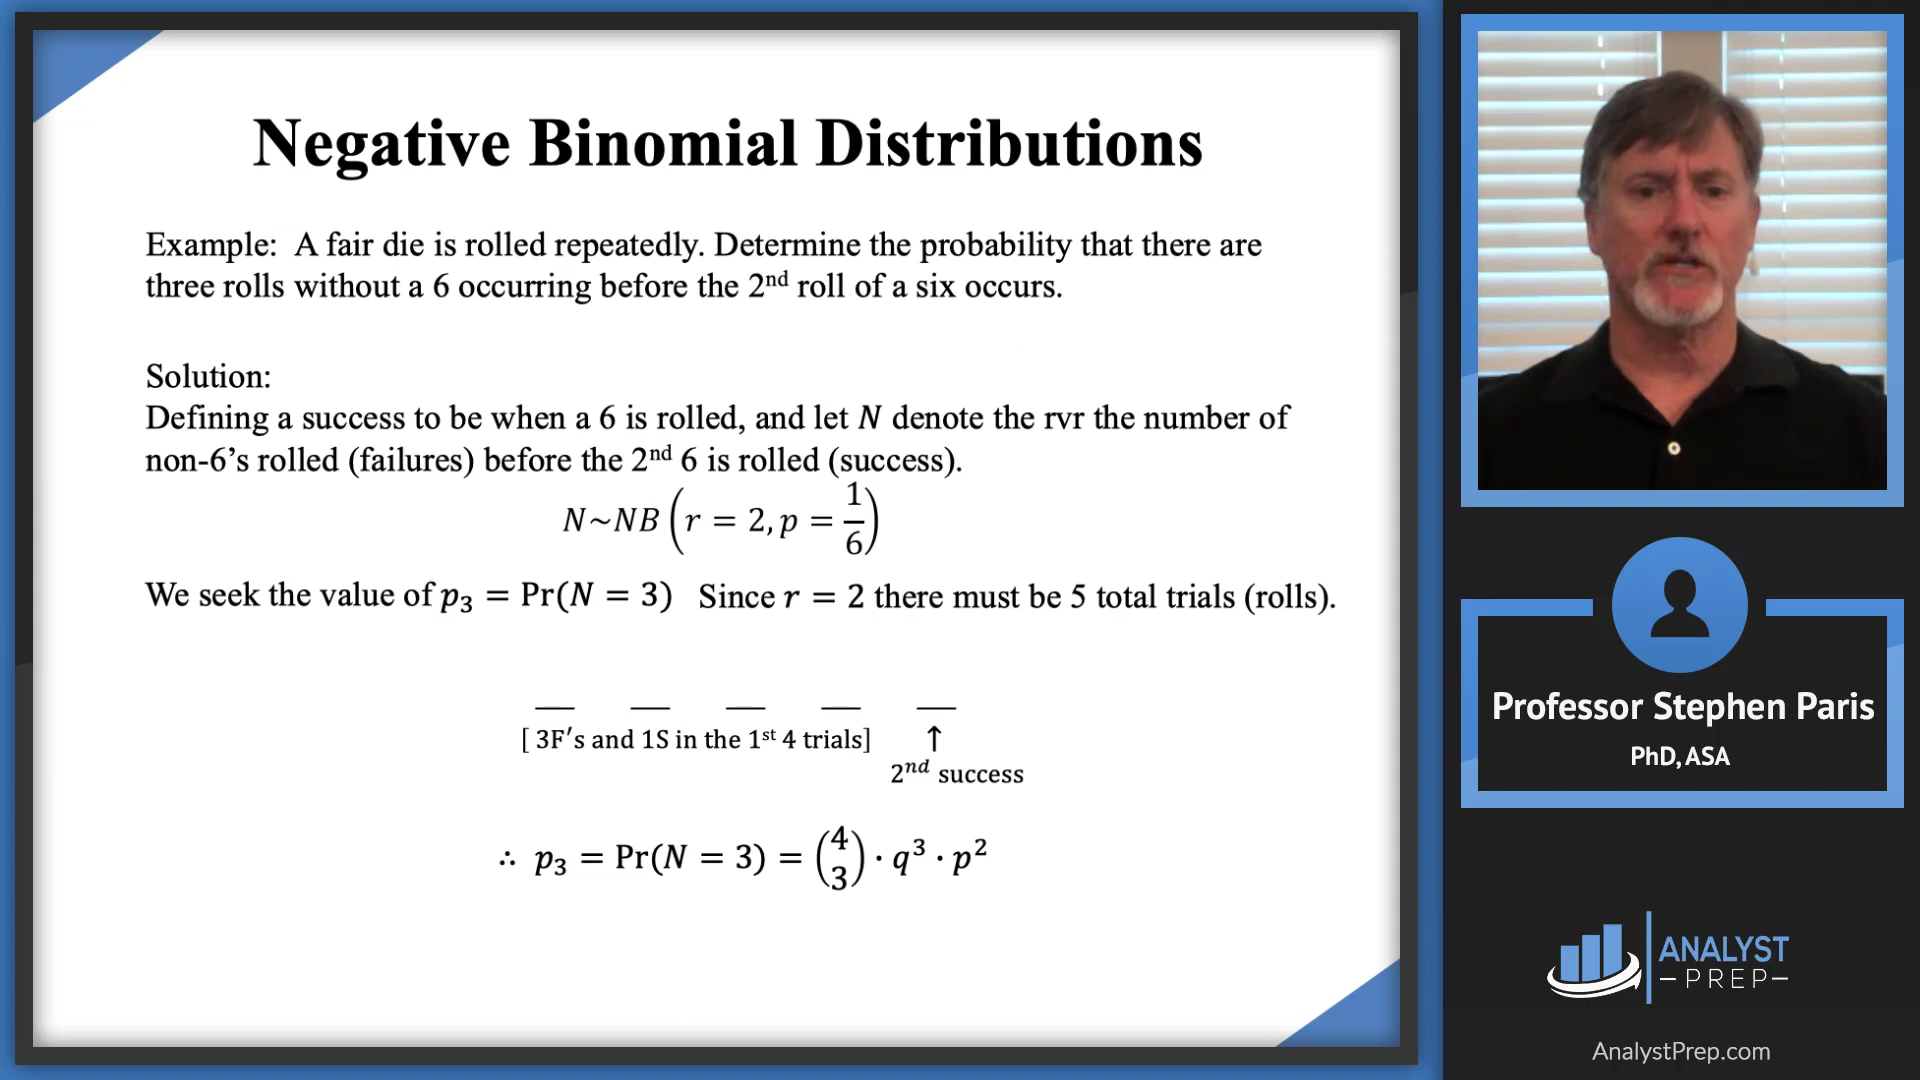 Negative Binomial Distributions
Example: A fair die is rolled repeatedly. Determine the probability that there are
three rolls without a 6 occurring before the 2ⁿᵈ roll of a six occurs.
Solution:
Defining a success to be when a 6 is rolled, and let N denote the rvr the number of
non-6’s rolled (failures) before the 2ⁿᵈ 6 is rolled (success).
N~NB (r = 2, p = 1/6)
We seek the value of p₃ = Pr(N = 3) Since r = 2 there must be 5 total trials (rolls).
[ 3F′s and 1S in the 1ˢᵗ 4 trials] ↑
2ⁿᵈ success
∴ p₃ = Pr(N = 3) = (4 3) · q³ · p²
Professor Stephen Paris
PhD, ASA
ANALYST
PREP
AnalystPrep.com